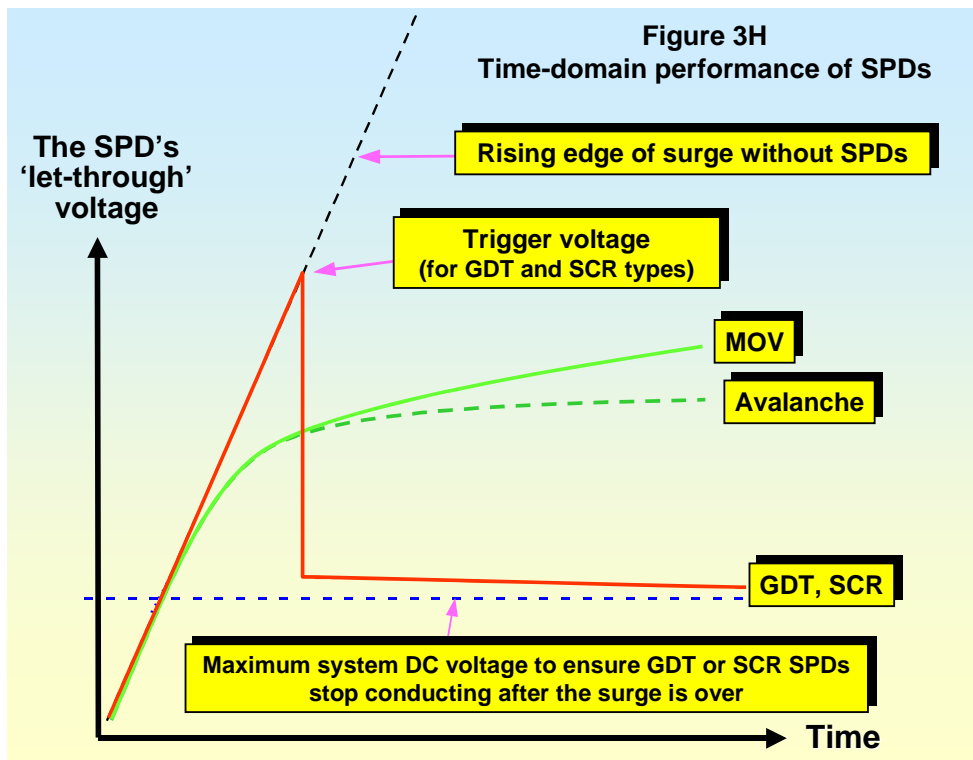 Figure 3H
Time-domain performance of SPDs
The SPD’s
‘let-through’
voltage
Rising edge of surge without SPDs
Trigger voltage
(for GDT and SCR types)
MOV
Avalanche
GDT, SCR
Maximum system DC voltage to ensure GDT or SCR SPDs
stop conducting after the surge is over
Time